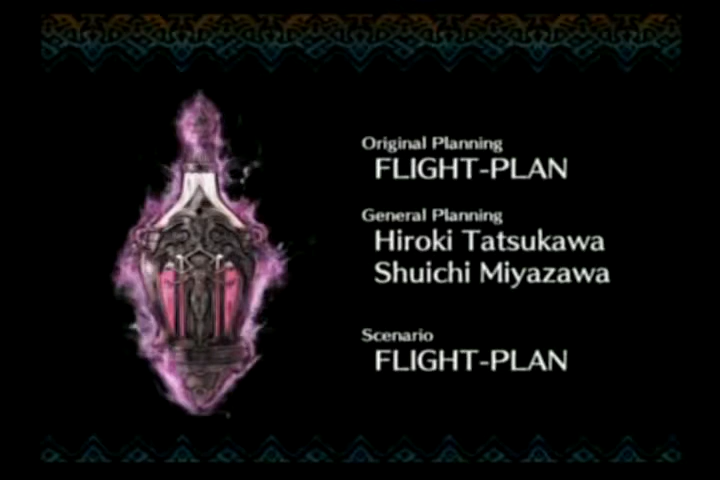 Original Planning
FLIGHT-PLAN
General Planning
Hiroki Tatsukawa
Shuichi Miyazawa
Scenario
FLIGHT-PLAN